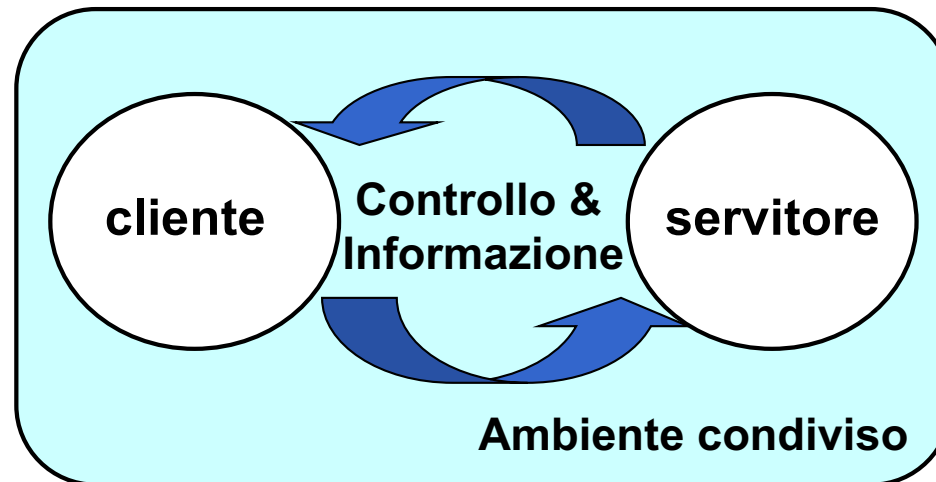 cliente
Controllo &
Informazione
servitore
Ambiente condiviso